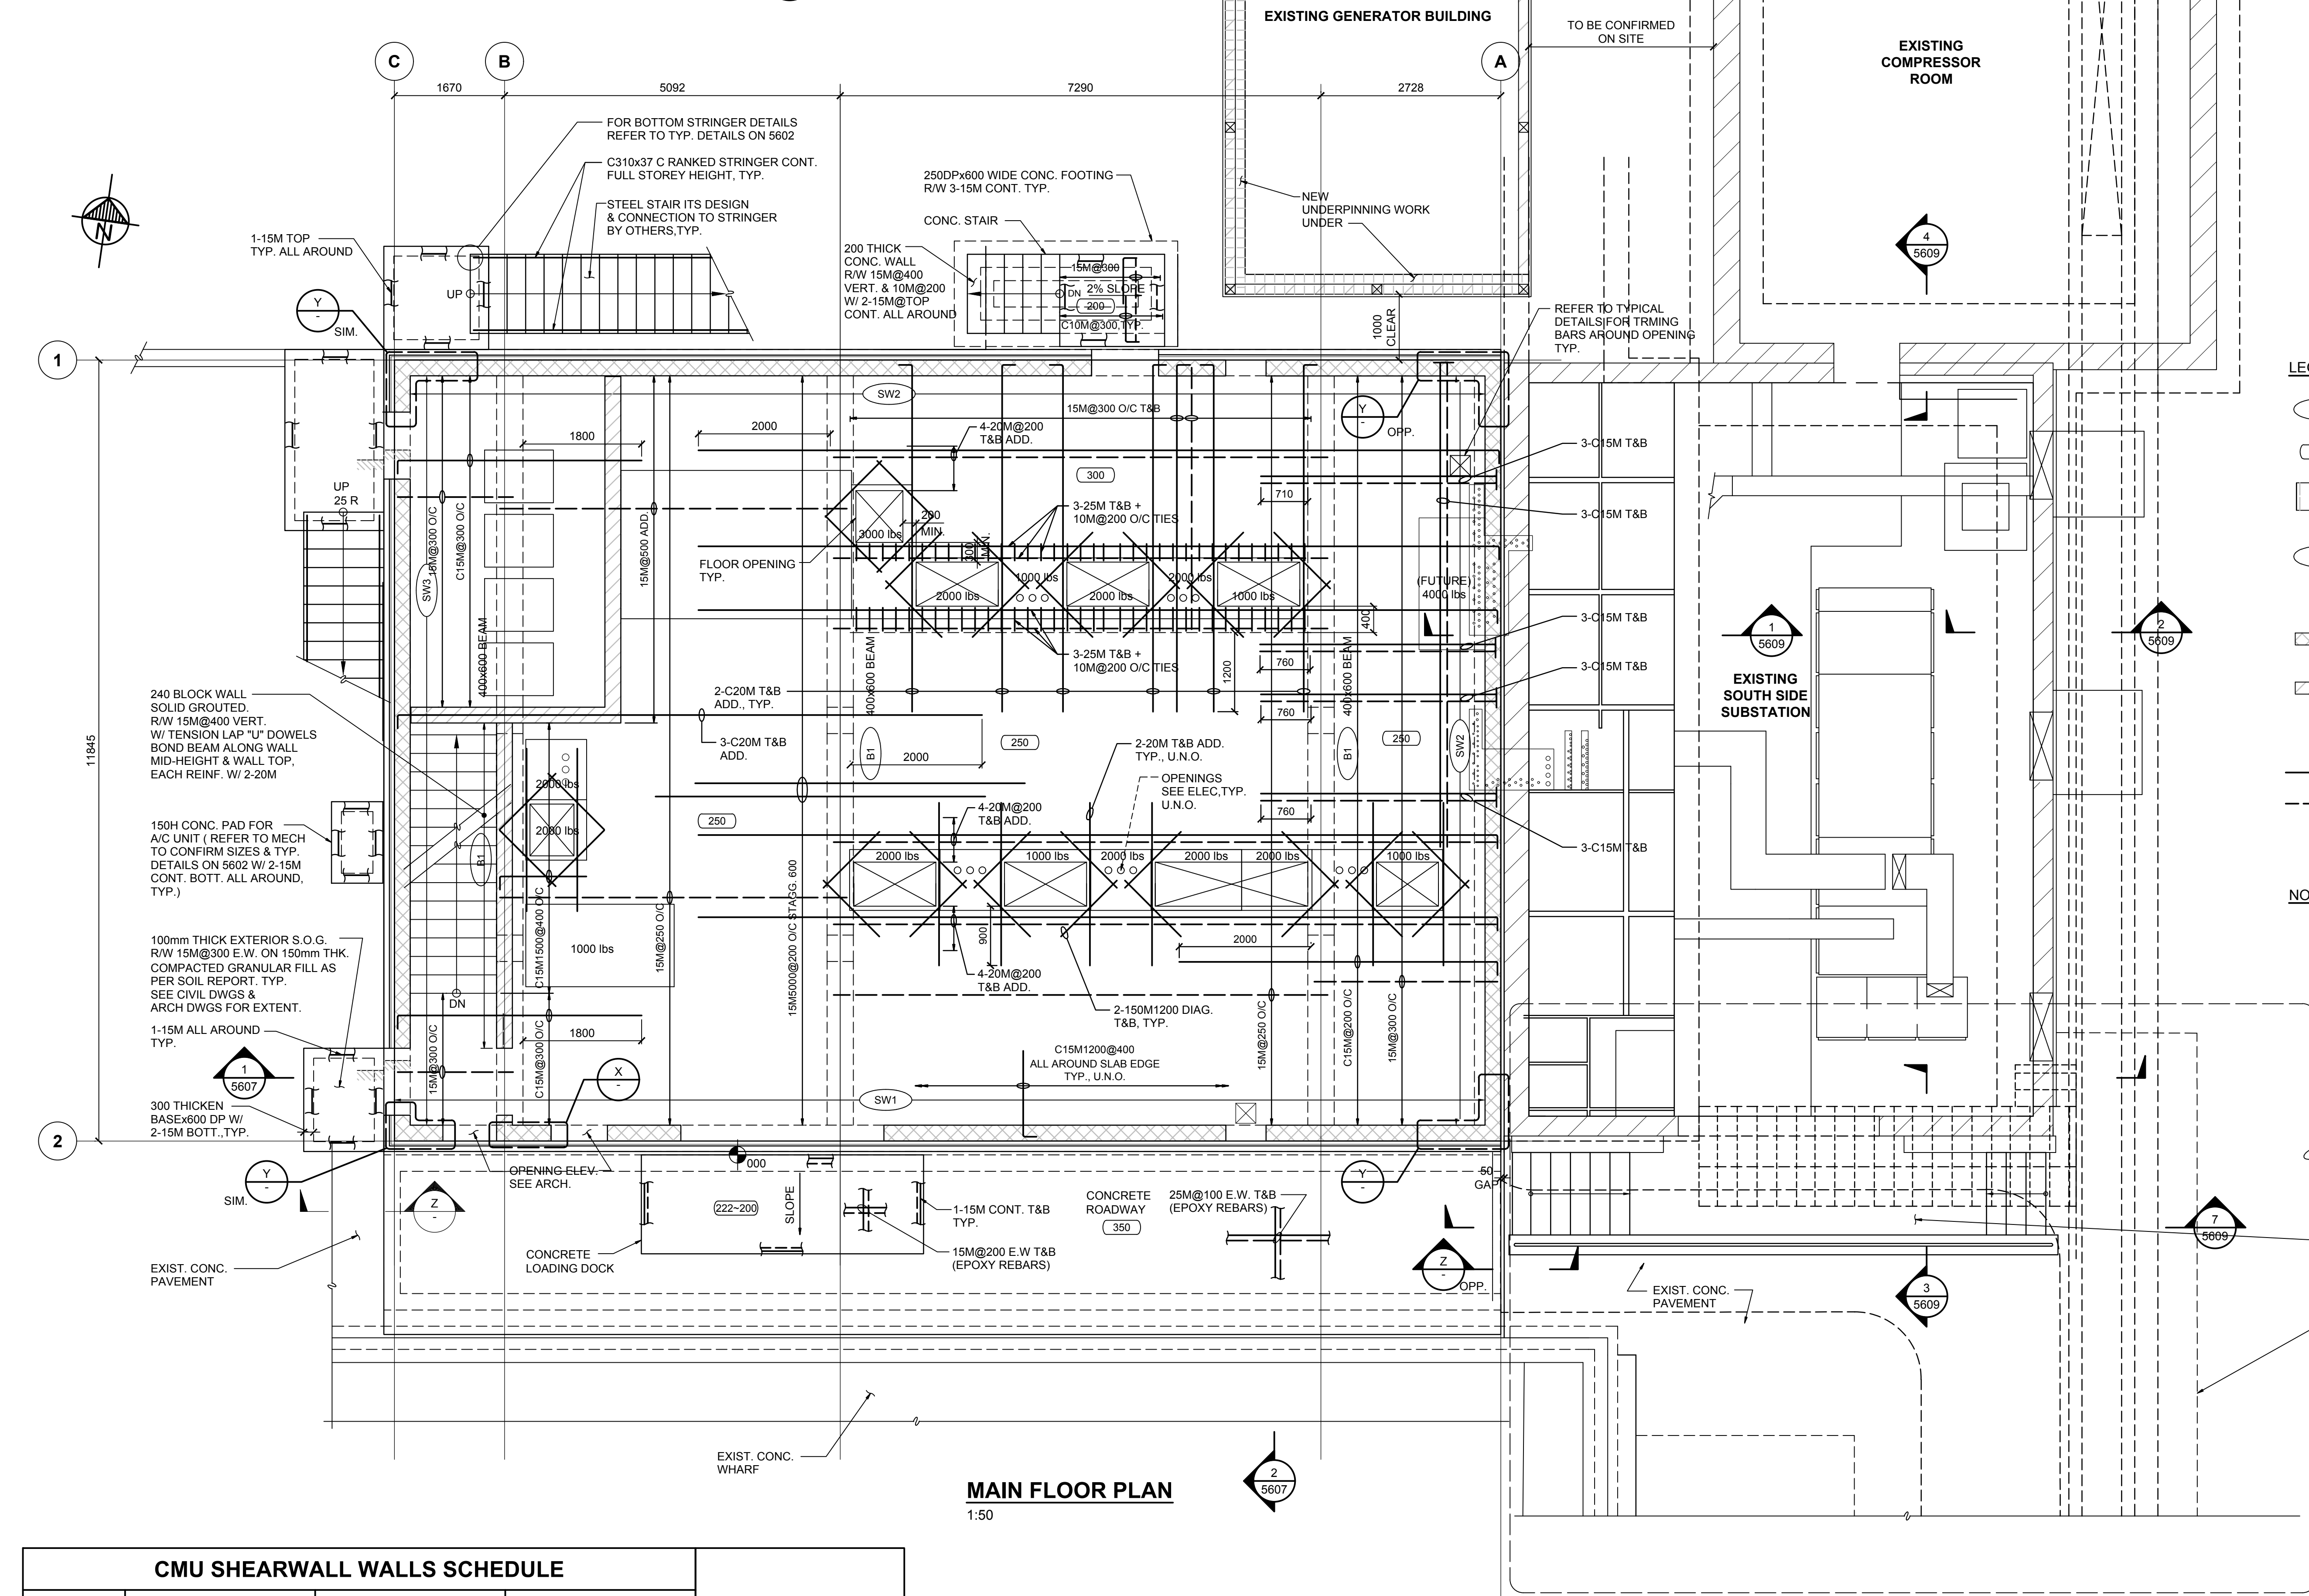 EXISTING GENERATOR BUILDING
TO BE CONFIRMED
ON SITE
EXISTING
COMPRESSOR
ROOM
C
B
A
1670
5092
7290
2728
FOR BOTTOM STRINGER DETAILS
REFER TO TYP. DETAILS ON 5602
C310x37 C RANKED STRINGER CONT.
FULL STOREY HEIGHT, TYP.
STEEL STAIR ITS DESIGN
& CONNECTION TO STRINGER
BY OTHERS,TYP.
250DPx600 WIDE CONC. FOOTING
R/W 3-15M CONT. TYP.
CONC. STAIR
200 THICK
CONC. WALL
R/W 15M@400
VERT. & 10M@200
W/ 2-15M@TOP
CONT. ALL AROUND
NEW
UNDERPINNING WORK
UNDER
N
1-15M TOP
TYP. ALL AROUND
UP
15M@300
DN
2% SLOPE
200
C10M@300,TYP.
1000
CLEAR
REFER TO TYPICAL
DETAILS FOR TRMING
BARS AROUND OPENING
TYP.
4
5609
Y
-
SIM.
1
LEG
SW2
15M@300 O/C T&B
Y
-
OPP.
1800
2000
4-20M@200
T&B ADD.
300
710
3-C15M T&B
3-C15M T&B
UP
25 R
15M@300 O/C
C15M@300 O/C
SW3
15M@500 ADD.
3000 lbs
200
MIN.
300
MIN.
3-25M T&B +
10M@200 O/C TIES
FLOOR OPENING
TYP.
1000 lbs
2000 lbs
2000 lbs
2000 lbs
1000 lbs
(FUTURE)
4000 lbs
400
3-C15M T&B
1
5609
2
5609
400x600 BEAM
400x600 BEAM
400x600 BEAM
3-25M T&B +
10M@200 O/C TIES
1200
760
3-C15M T&B
EXISTING
SOUTH SIDE
SUBSTATION
2-C20M T&B
ADD., TYP.
760
240 BLOCK WALL
SOLID GROUTED.
R/W 15M@400 VERT.
W/ TENSION LAP "U" DOWELS
BOND BEAM ALONG WALL
MID-HEIGHT & WALL TOP,
EACH REINF. W/ 2-20M
11845
3-C20M T&B
ADD.
B1
250
2000
2-20M T&B ADD.
TYP., U.N.O.
B1
250
SW2
OPENINGS
SEE ELEC,TYP.
U.N.O.
2000 lbs
2000 lbs
250
4-20M@200
T&B ADD.
760
3-C15M T&B
150H CONC. PAD FOR
A/C UNIT ( REFER TO MECH
TO CONFIRM SIZES & TYP.
DETAILS ON 5602 W/ 2-15M
CONT. BOTT. ALL AROUND,
TYP.)
B1
2000 lbs
1000 lbs
2000 lbs
2000 lbs
2000 lbs
1000 lbs
NO
C15M1500@400 O/C
15M@250 O/C
15M5000@200 O/C STAGG. 600
1000 lbs
900
2000
100mm THICK EXTERIOR S.O.G.
R/W 15M@300 E.W. ON 150mm THK.
COMPACTED GRANULAR FILL AS
PER SOIL REPORT. TYP.
SEE CIVIL DWGS &
ARCH DWGS FOR EXTENT.
DN
4-20M@200
T&B ADD.
2-150M1200 DIAG.
T&B, TYP.
1-15M ALL AROUND
TYP.
1800
15M@300 O/C
C15M@300 O/C
15M@250 O/C
C15M@200 O/C
15M@300 O/C
C15M1200@400
ALL AROUND SLAB EDGE
TYP., U.N.O.
1
5607
X
-
SW1
300 THICKEN
BASEx600 DP W/
2-15M BOTT.,TYP.
2
OPENING ELEV.
SEE ARCH.
000
Y
-
SIM.
Y
-
50
GAP
Z
-
222~200
SLOPE
1-15M CONT. T&B
TYP.
CONCRETE
ROADWAY
350
25M@100 E.W. T&B
(EPOXY REBARS)
7
5609
15M@200 E.W T&B
(EPOXY REBARS)
CONCRETE
LOADING DOCK
EXIST. CONC.
PAVEMENT
Z
-
OPP.
EXIST. CONC.
PAVEMENT
3
5609
EXIST. CONC.
WHARF
MAIN FLOOR PLAN
1:50
2
5607
CMU SHEARWALL WALLS SCHEDULE